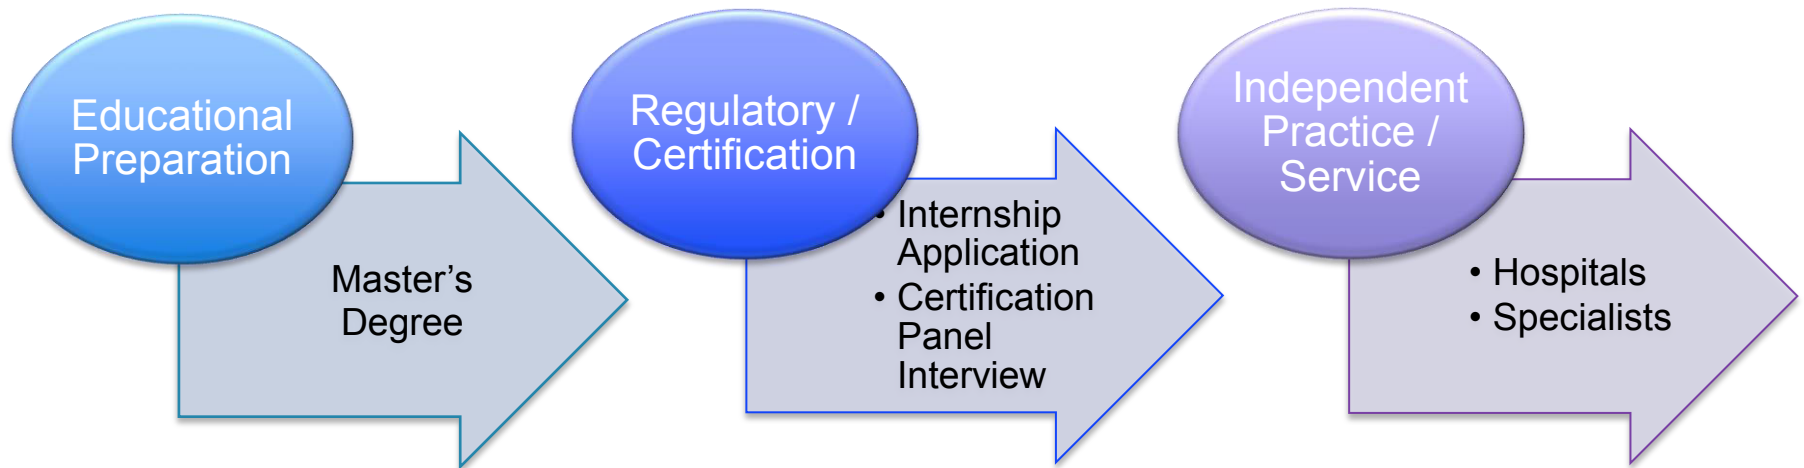 Educational
Preparation
Master’s
Degree
Regulatory /
Certification
• Internship
Application
• Certification
Panel
Interview
Independent
Practice /
Service
• Hospitals
• Specialists